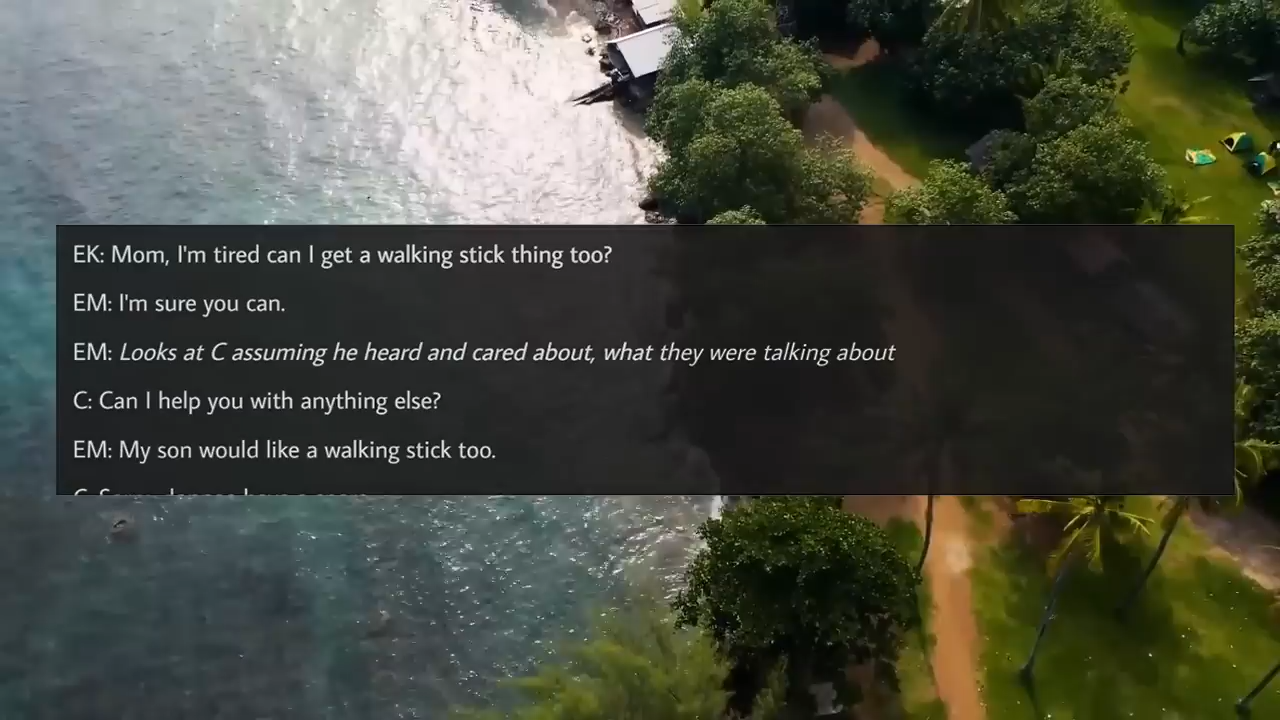 EK: Mom, I'm tired can I get a walking stick thing too?
EM: I'm sure you can.
EM: Looks at C assuming he heard and cared about, what they were talking about
C: Can I help you with anything else?
EM: My son would like a walking stick too.